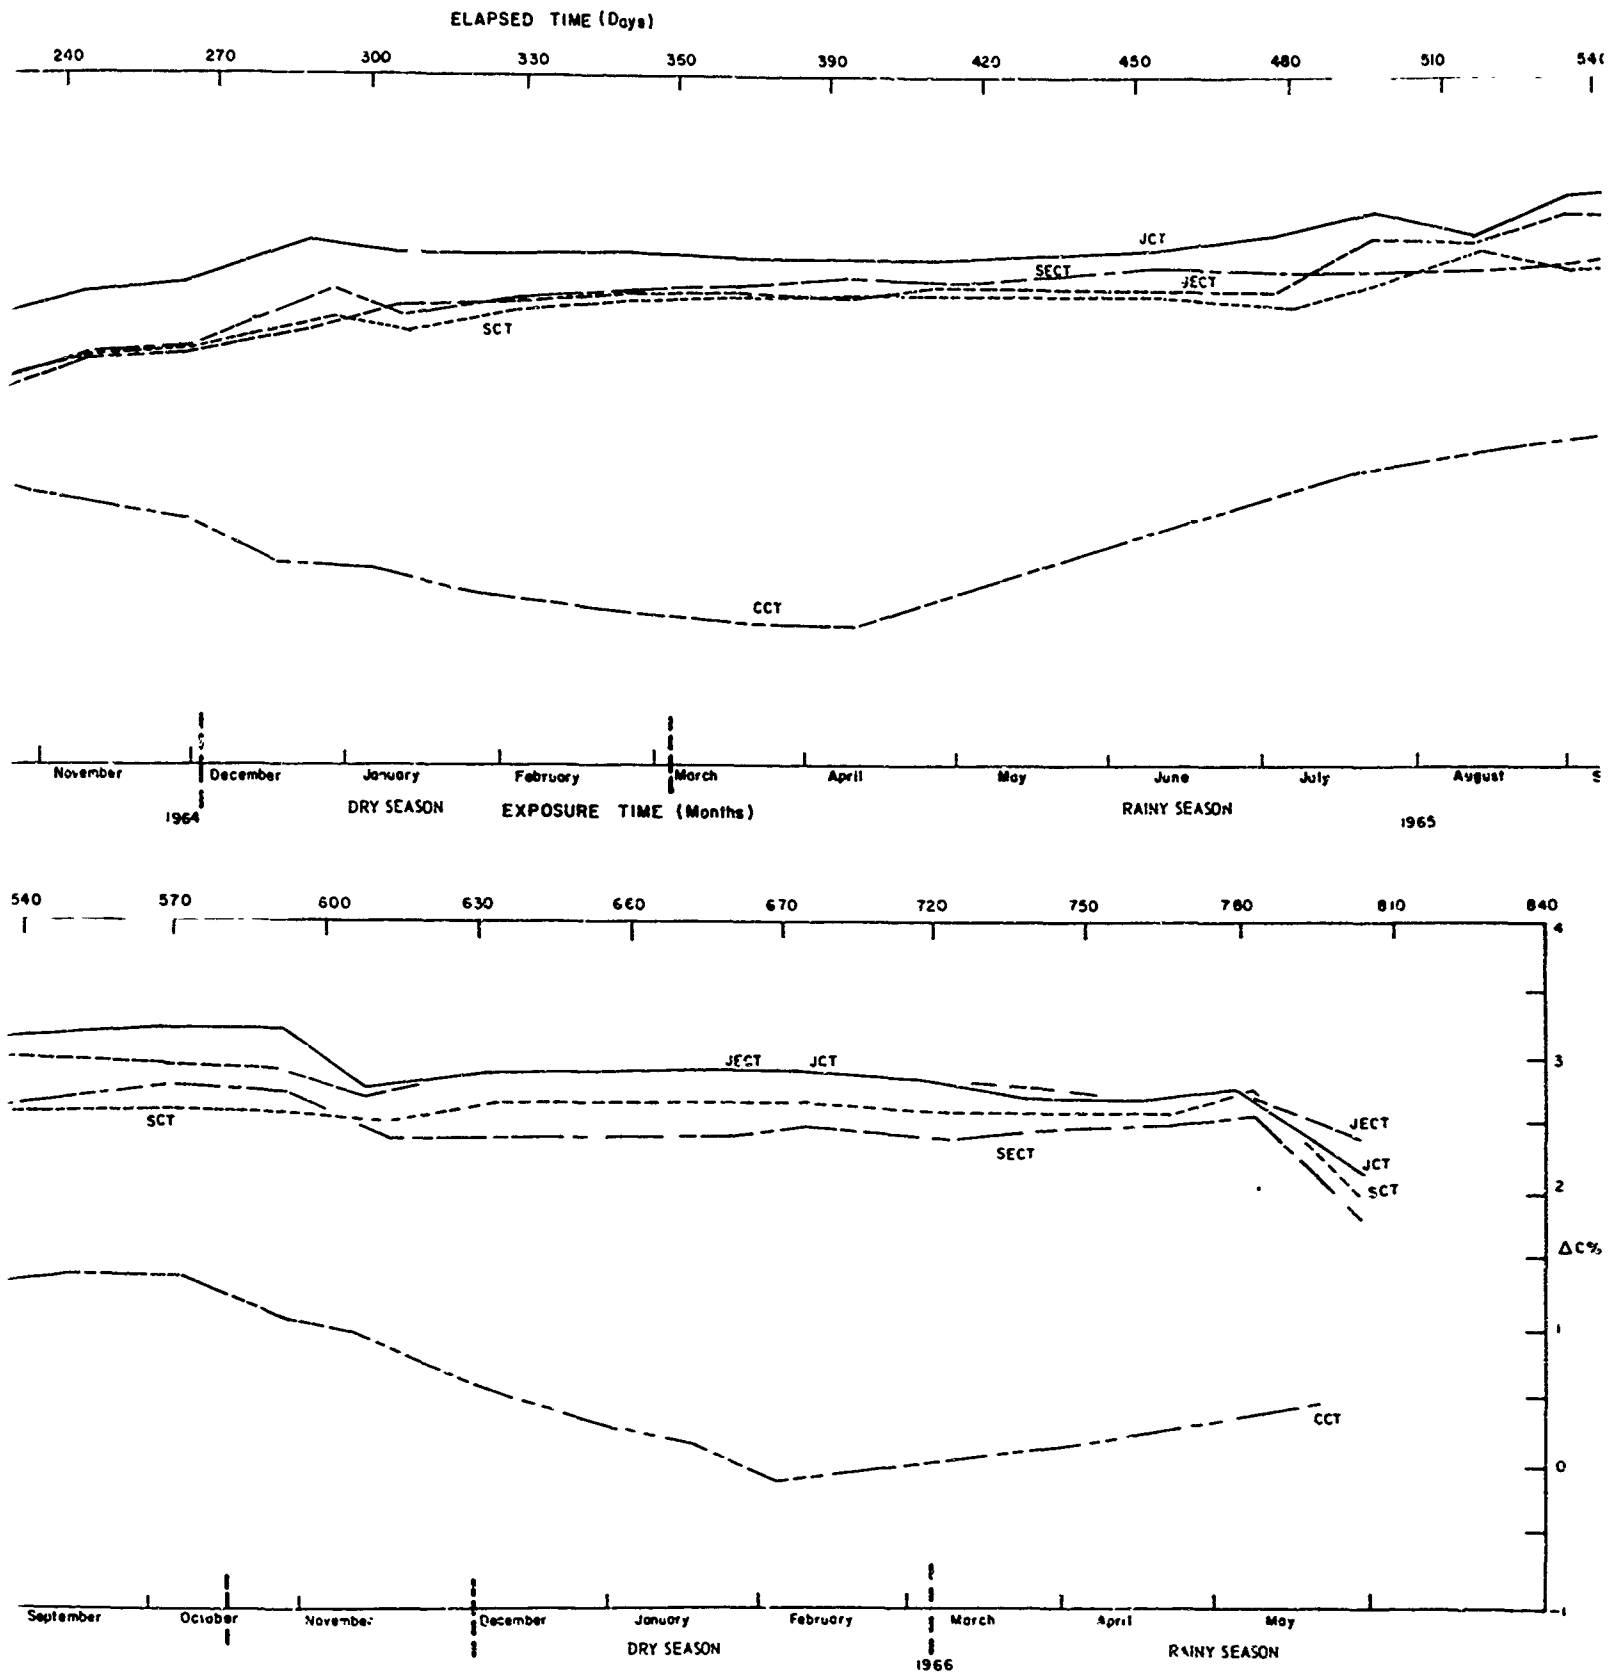 ELAPSED TIME (Days)
240 270 300 330 350 390 420 450 480 510 540
JCT
SECT
JECT
SCT
CCT
November December January February March April May June July August S
DRY SEASON EXPOSURE TIME (Months) RAINY SEASON
1964 1965
540 570 600 630 660 670 720 750 780 810 840
4
3
JECT JCT
SCT
JECT
SECT
JCT
2
SCT
ΔC%
1
CCT
0
-1
September October November December January February March April May
DRY SEASON RAINY SEASON
1966